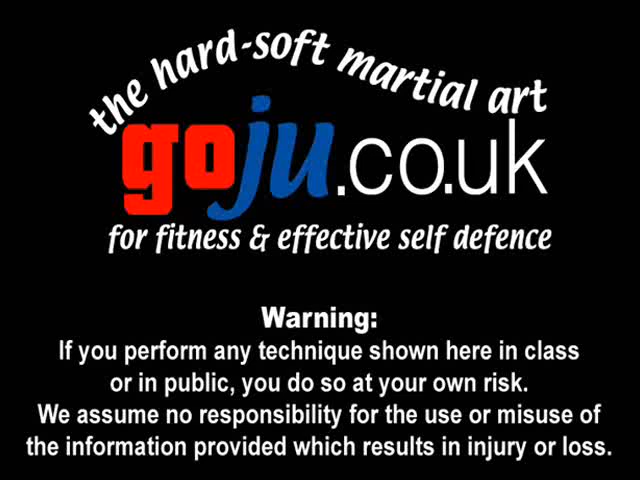 the hard-soft martial art
goju.co.uk
for fitness & effective self defence
Warning:
If you perform any technique shown here in class
or in public, you do so at your own risk.
We assume no responsibility for the use or misuse of
the information provided which results in injury or loss.